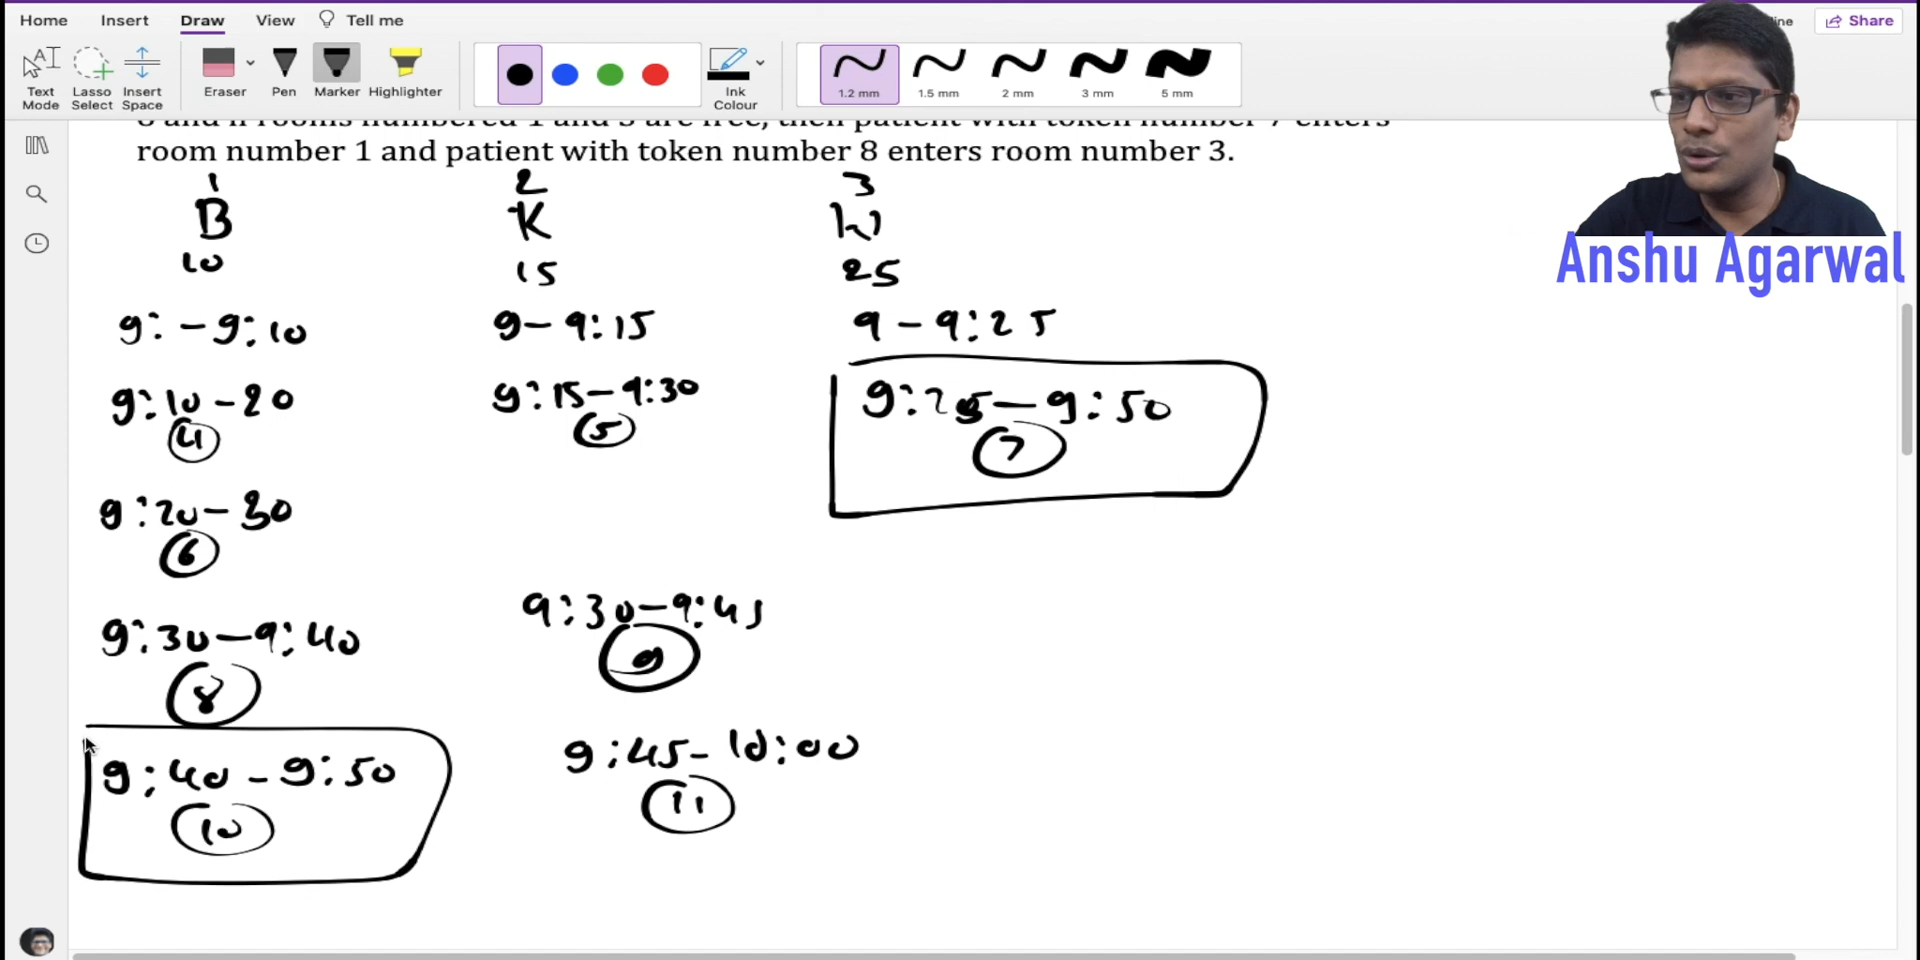 Home Insert Draw View Tell me Share
Text Mode Lasso Select Insert Space Eraser Pen Marker Highlighter Ink Colour 1.2 mm 1.5 mm 2 mm 3 mm 5 mm
room number 1 and patient with token number 8 enters room number 3.
Anshu Agarwal
1 2 3
B K W
10 15 25
9: - 9:10 9 - 9:15 9 - 9:25
9:10 - 20 9:15 - 9:30 9:25 - 9:50
4 5 7
9:20 - 30
6
9:30 - 9:40 9:30 - 9:45
8 9
9:40 - 9:50 9:45 - 10:00
10 11